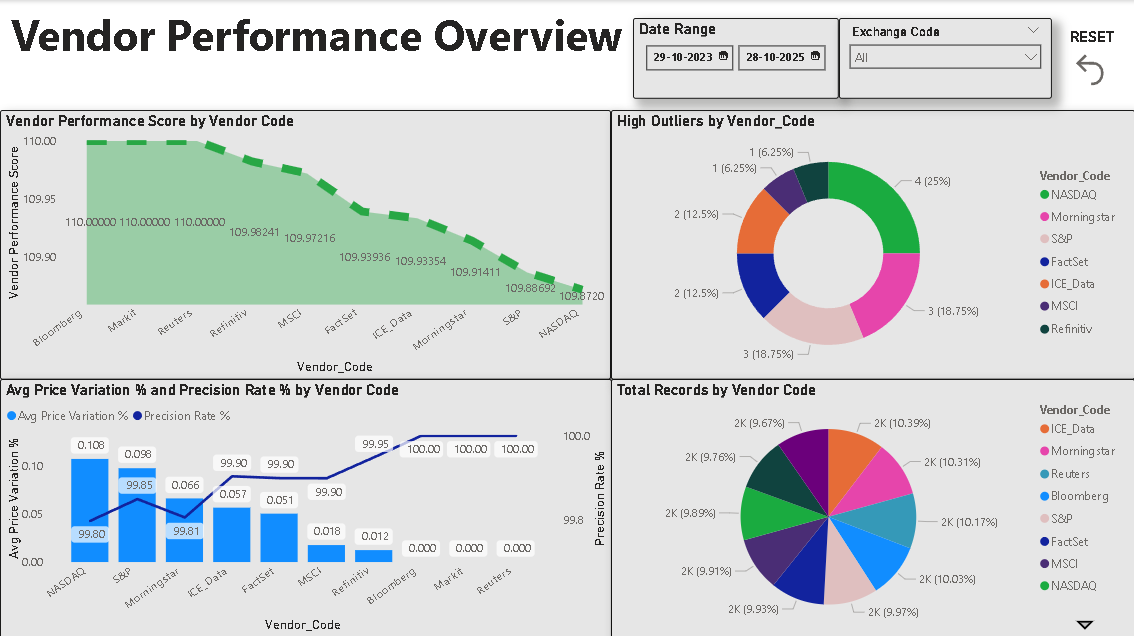 Vendor Performance Overview
Date Range
29-10-2023 28-10-2025
Exchange Code
All
RESET
Vendor Performance Score by Vendor Code
Vendor Performance Score
110.00
109.95
109.90
110.00000 110.00000 110.00000 109.98241 109.97216 109.93936 109.93354 109.91411 109.88692 109.8720
Bloomberg Markit Reuters Refinitiv MSCI FactSet ICE_Data Morningstar S&P NASDAQ
Vendor_Code
High Outliers by Vendor_Code
1 (6.25%)
1 (6.25%)
4 (25%)
2 (12.5%)
2 (12.5%)
3 (18.75%)
3 (18.75%)
Vendor_Code
NASDAQ
Morningstar
S&P
FactSet
ICE_Data
MSCI
Refinitiv
Avg Price Variation % and Precision Rate % by Vendor Code
Avg Price Variation % Precision Rate %
Avg Price Variation %
0.10
0.05
0.00
0.108 0.098 0.066 0.057 0.051 0.018 0.012 0.000 0.000 0.000
99.80 99.85 99.81 99.90 99.90 99.90 99.95 100.00 100.00 100.00
100.0
99.8
Precision Rate %
NASDAQ S&P Morningstar ICE_Data FactSet MSCI Refinitiv Bloomberg Markit Reuters
Vendor_Code
Total Records by Vendor Code
2K (9.67%)
2K (10.39%)
2K (9.76%)
2K (10.31%)
2K (9.89%)
2K (10.17%)
2K (9.91%)
2K (10.03%)
2K (9.93%)
2K (9.97%)
Vendor_Code
ICE_Data
Morningstar
Reuters
Bloomberg
S&P
FactSet
MSCI
NASDAQ